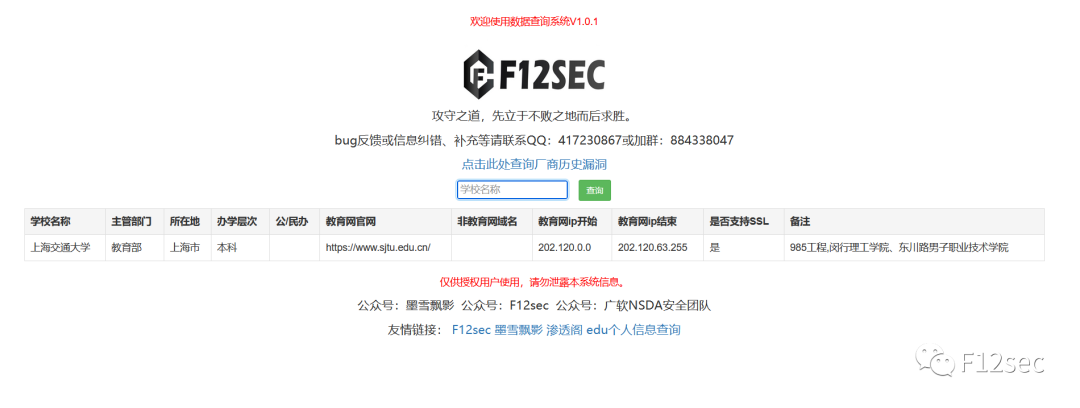 欢迎使用数据查询系统V1.0.1
F12SEC
攻守之道，先立于不败之地而后求胜。
bug反馈或信息纠错、补充等请联系QQ：417230867或加群：884338047
点击此处查询厂商历史漏洞
学校名称 查询
学校名称 主管部门 所在地 办学层次 公/民办 教育网官网 非教育网域名 教育网ip开始 教育网ip结束 是否支持SSL 备注
上海交通大学 教育部 上海市 本科 https://www.sjtu.edu.cn/ 202.120.0.0 202.120.63.255 是 985工程,闵行理工学院、东川路男子职业技术学院
仅供授权用户使用，请勿泄露本系统信息。
公众号：墨雪飘影 公众号：F12sec 公众号：广软NSDA安全团队
友情链接： F12sec 墨雪飘影 渗透阁 edu个人信息查询
F12sec